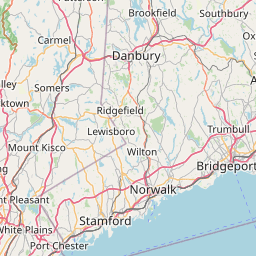 Brookfield
Southbury
Carmel
Danbury
Somers
Ridgefield
Lewisboro
Trumbull
Mount Kisco
Wilton
Bridgeport
Norwalk
Stamford
White Plains
Port Chester